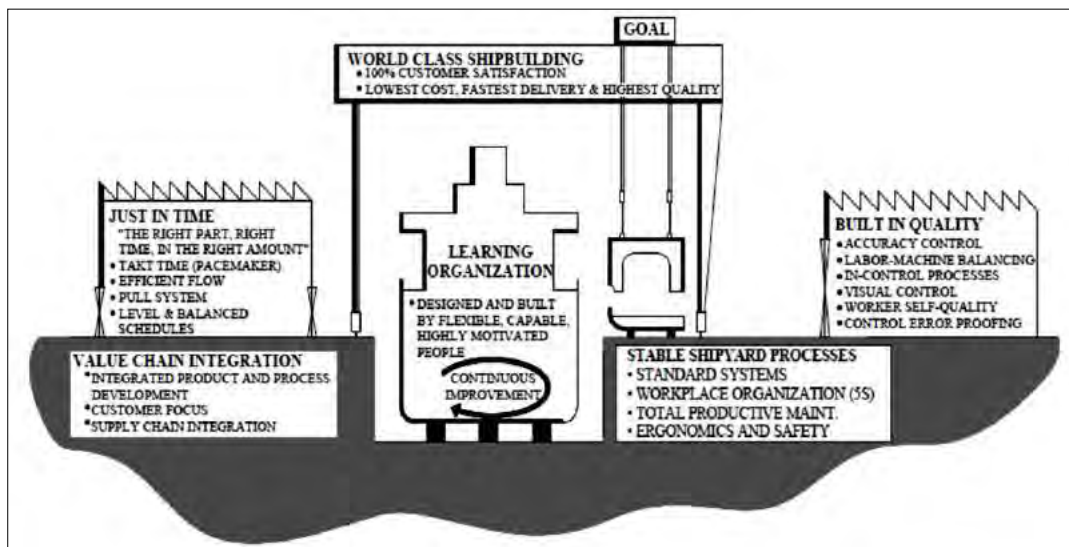 GOAL
WORLD CLASS SHIPBUILDING
• 100% CUSTOMER SATISFACTION
• LOWEST COST, FASTEST DELIVERY & HIGHEST QUALITY
JUST IN TIME
"THE RIGHT PART, RIGHT
TIME, IN THE RIGHT AMOUNT"
• TAKT TIME (PACEMAKER)
• EFFICIENT FLOW
• PULL SYSTEM
• LEVEL & BALANCED
SCHEDULES
LEARNING
ORGANIZATION
• DESIGNED AND BUILT
BY FLEXIBLE, CAPABLE,
HIGHLY MOTIVATED
PEOPLE
CONTINUOUS
IMPROVEMENT
BUILT IN QUALITY
• ACCURACY CONTROL
• LABOR-MACHINE BALANCING
• IN-CONTROL PROCESSES
• VISUAL CONTROL
• WORKER SELF-QUALITY
• CONTROL ERROR PROOFING
VALUE CHAIN INTEGRATION
• INTEGRATED PRODUCT AND PROCESS
DEVELOPMENT
• CUSTOMER FOCUS
• SUPPLY CHAIN INTEGRATION
STABLE SHIPYARD PROCESSES
• STANDARD SYSTEMS
• WORKPLACE ORGANIZATION (5S)
• TOTAL PRODUCTIVE MAINT.
• ERGONOMICS AND SAFETY